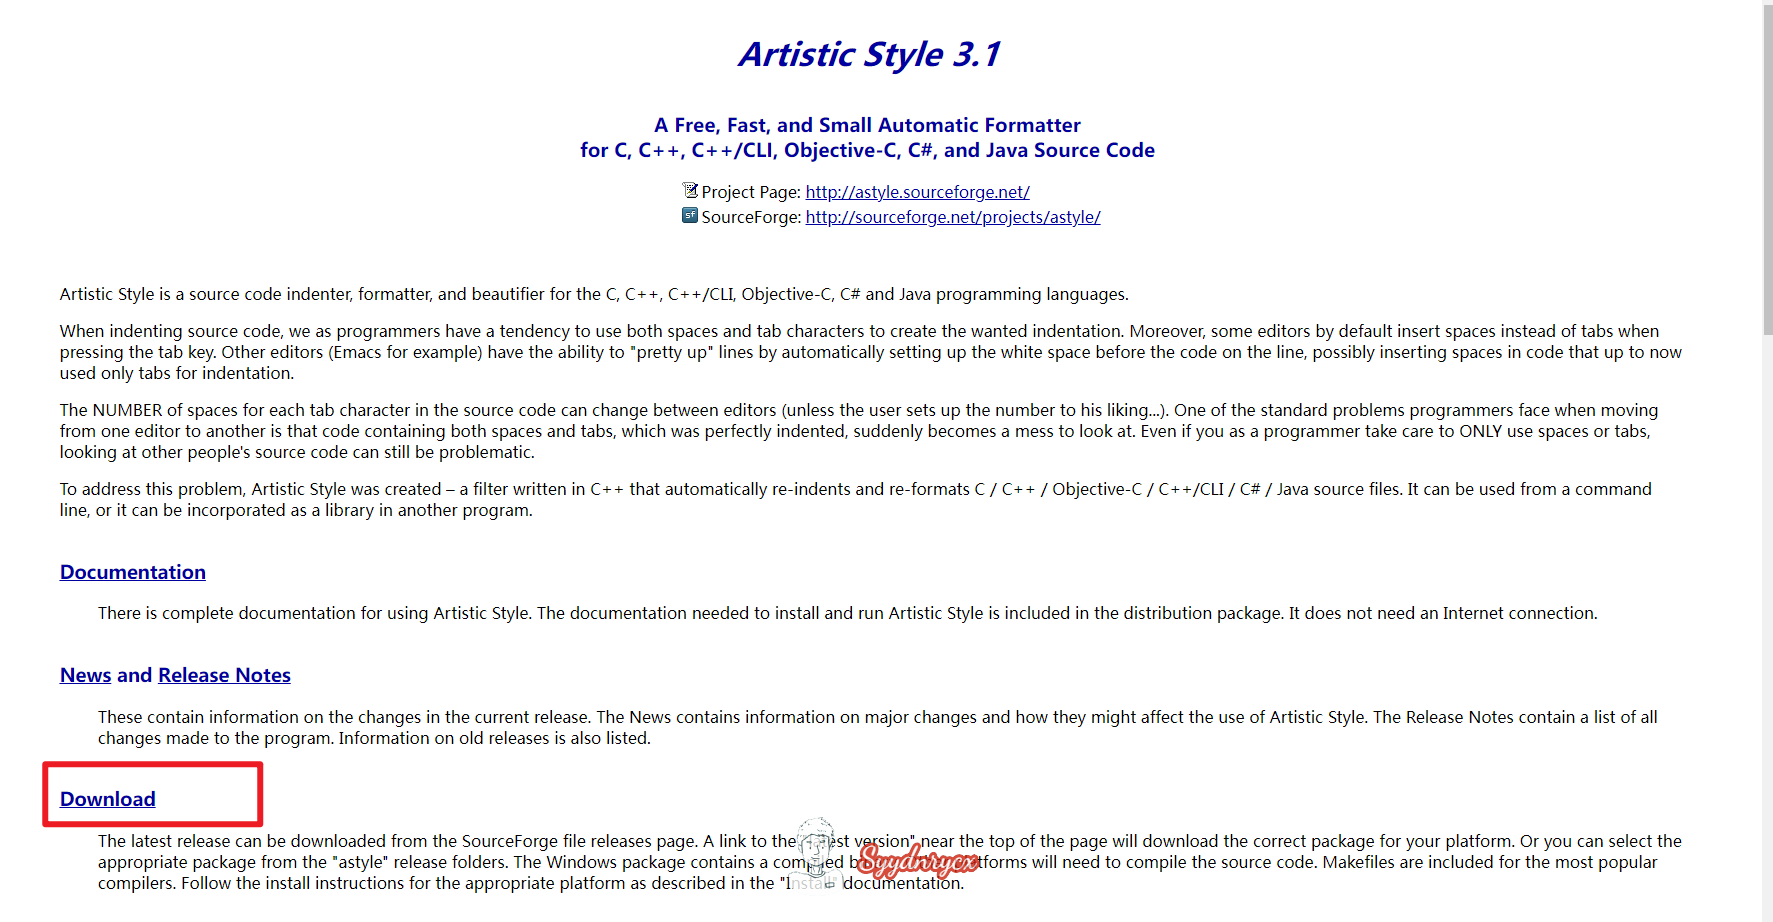 Artistic Style 3.1
A Free, Fast, and Small Automatic Formatter
for C, C++, C++/CLI, Objective-C, C#, and Java Source Code
Project Page: http://astyle.sourceforge.net/
sf SourceForge: http://sourceforge.net/projects/astyle/
Artistic Style is a source code indenter, formatter, and beautifier for the C, C++, C++/CLI, Objective-C, C# and Java programming languages.
When indenting source code, we as programmers have a tendency to use both spaces and tab characters to create the wanted indentation. Moreover, some editors by default insert spaces instead of tabs when
pressing the tab key. Other editors (Emacs for example) have the ability to "pretty up" lines by automatically setting up the white space before the code on the line, possibly inserting spaces in code that up to now
used only tabs for indentation.
The NUMBER of spaces for each tab character in the source code can change between editors (unless the user sets up the number to his liking...). One of the standard problems programmers face when moving
from one editor to another is that code containing both spaces and tabs, which was perfectly indented, suddenly becomes a mess to look at. Even if you as a programmer take care to ONLY use spaces or tabs,
looking at other people's source code can still be problematic.
To address this problem, Artistic Style was created – a filter written in C++ that automatically re-indents and re-formats C / C++ / Objective-C / C++/CLI / C# / Java source files. It can be used from a command
line, or it can be incorporated as a library in another program.
Documentation
There is complete documentation for using Artistic Style. The documentation needed to install and run Artistic Style is included in the distribution package. It does not need an Internet connection.
News and Release Notes
These contain information on the changes in the current release. The News contains information on major changes and how they might affect the use of Artistic Style. The Release Notes contain a list of all
changes made to the program. Information on old releases is also listed.
Download
The latest release can be downloaded from the SourceForge file releases page. A link to the version" near the top of the page will download the correct package for your platform. Or you can select the
appropriate package from the "astyle" release folders. The Windows package contains a will need to compile the source code. Makefiles are included for the most popular
compilers. Follow the install instructions for the appropriate platform as described in the "Install" documentation.